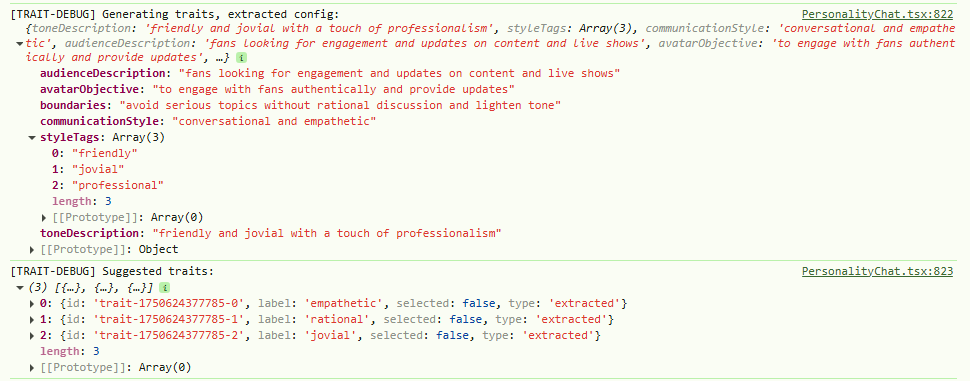 [TRAIT-DEBUG] Generating traits, extracted config: PersonalityChat.tsx:822
{toneDescription: 'friendly and jovial with a touch of professionalism', styleTags: Array(3), communicationStyle: 'conversational and empathe
tic', audienceDescription: 'fans looking for engagement and updates on content and live shows', avatarObjective: 'to engage with fans authent
ically and provide updates', …} i
audienceDescription: "fans looking for engagement and updates on content and live shows"
avatarObjective: "to engage with fans authentically and provide updates"
boundaries: "avoid serious topics without rational discussion and lighten tone"
communicationStyle: "conversational and empathetic"
styleTags: Array(3)
0: "friendly"
1: "jovial"
2: "professional"
length: 3
[[Prototype]]: Array(0)
toneDescription: "friendly and jovial with a touch of professionalism"
[[Prototype]]: Object
[TRAIT-DEBUG] Suggested traits: PersonalityChat.tsx:823
(3) [{…}, {…}, {…}] i
0: {id: 'trait-1750624377785-0', label: 'empathetic', selected: false, type: 'extracted'}
1: {id: 'trait-1750624377785-1', label: 'rational', selected: false, type: 'extracted'}
2: {id: 'trait-1750624377785-2', label: 'jovial', selected: false, type: 'extracted'}
length: 3
[[Prototype]]: Array(0)